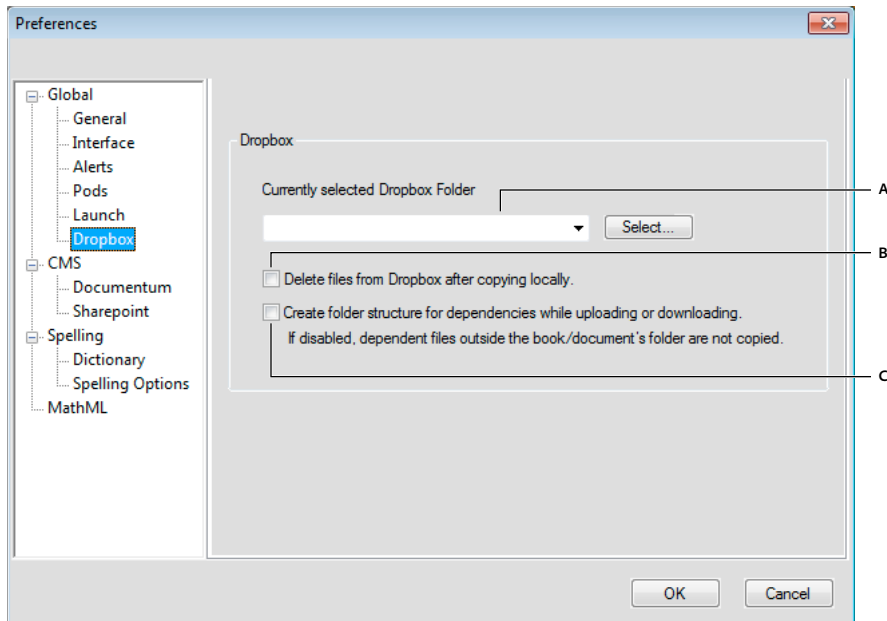 Preferences
Global
General
Interface
Alerts
Pods
Launch
Dropbox
CMS
Documentum
Sharepoint
Spelling
Dictionary
Spelling Options
MathML
Dropbox
Currently selected Dropbox Folder
A
Select...
B
Delete files from Dropbox after copying locally.
Create folder structure for dependencies while uploading or downloading.
If disabled, dependent files outside the book/document's folder are not copied.
C
OK
Cancel